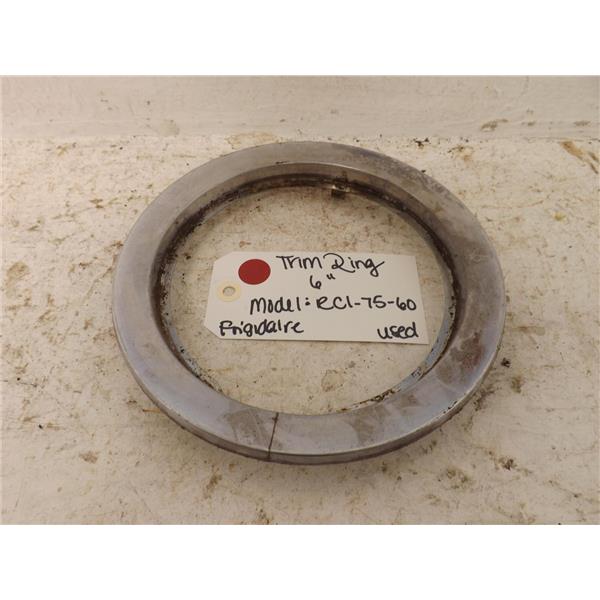 Trim Ring
6"
Model: RC1-75-60
Frigidaire used